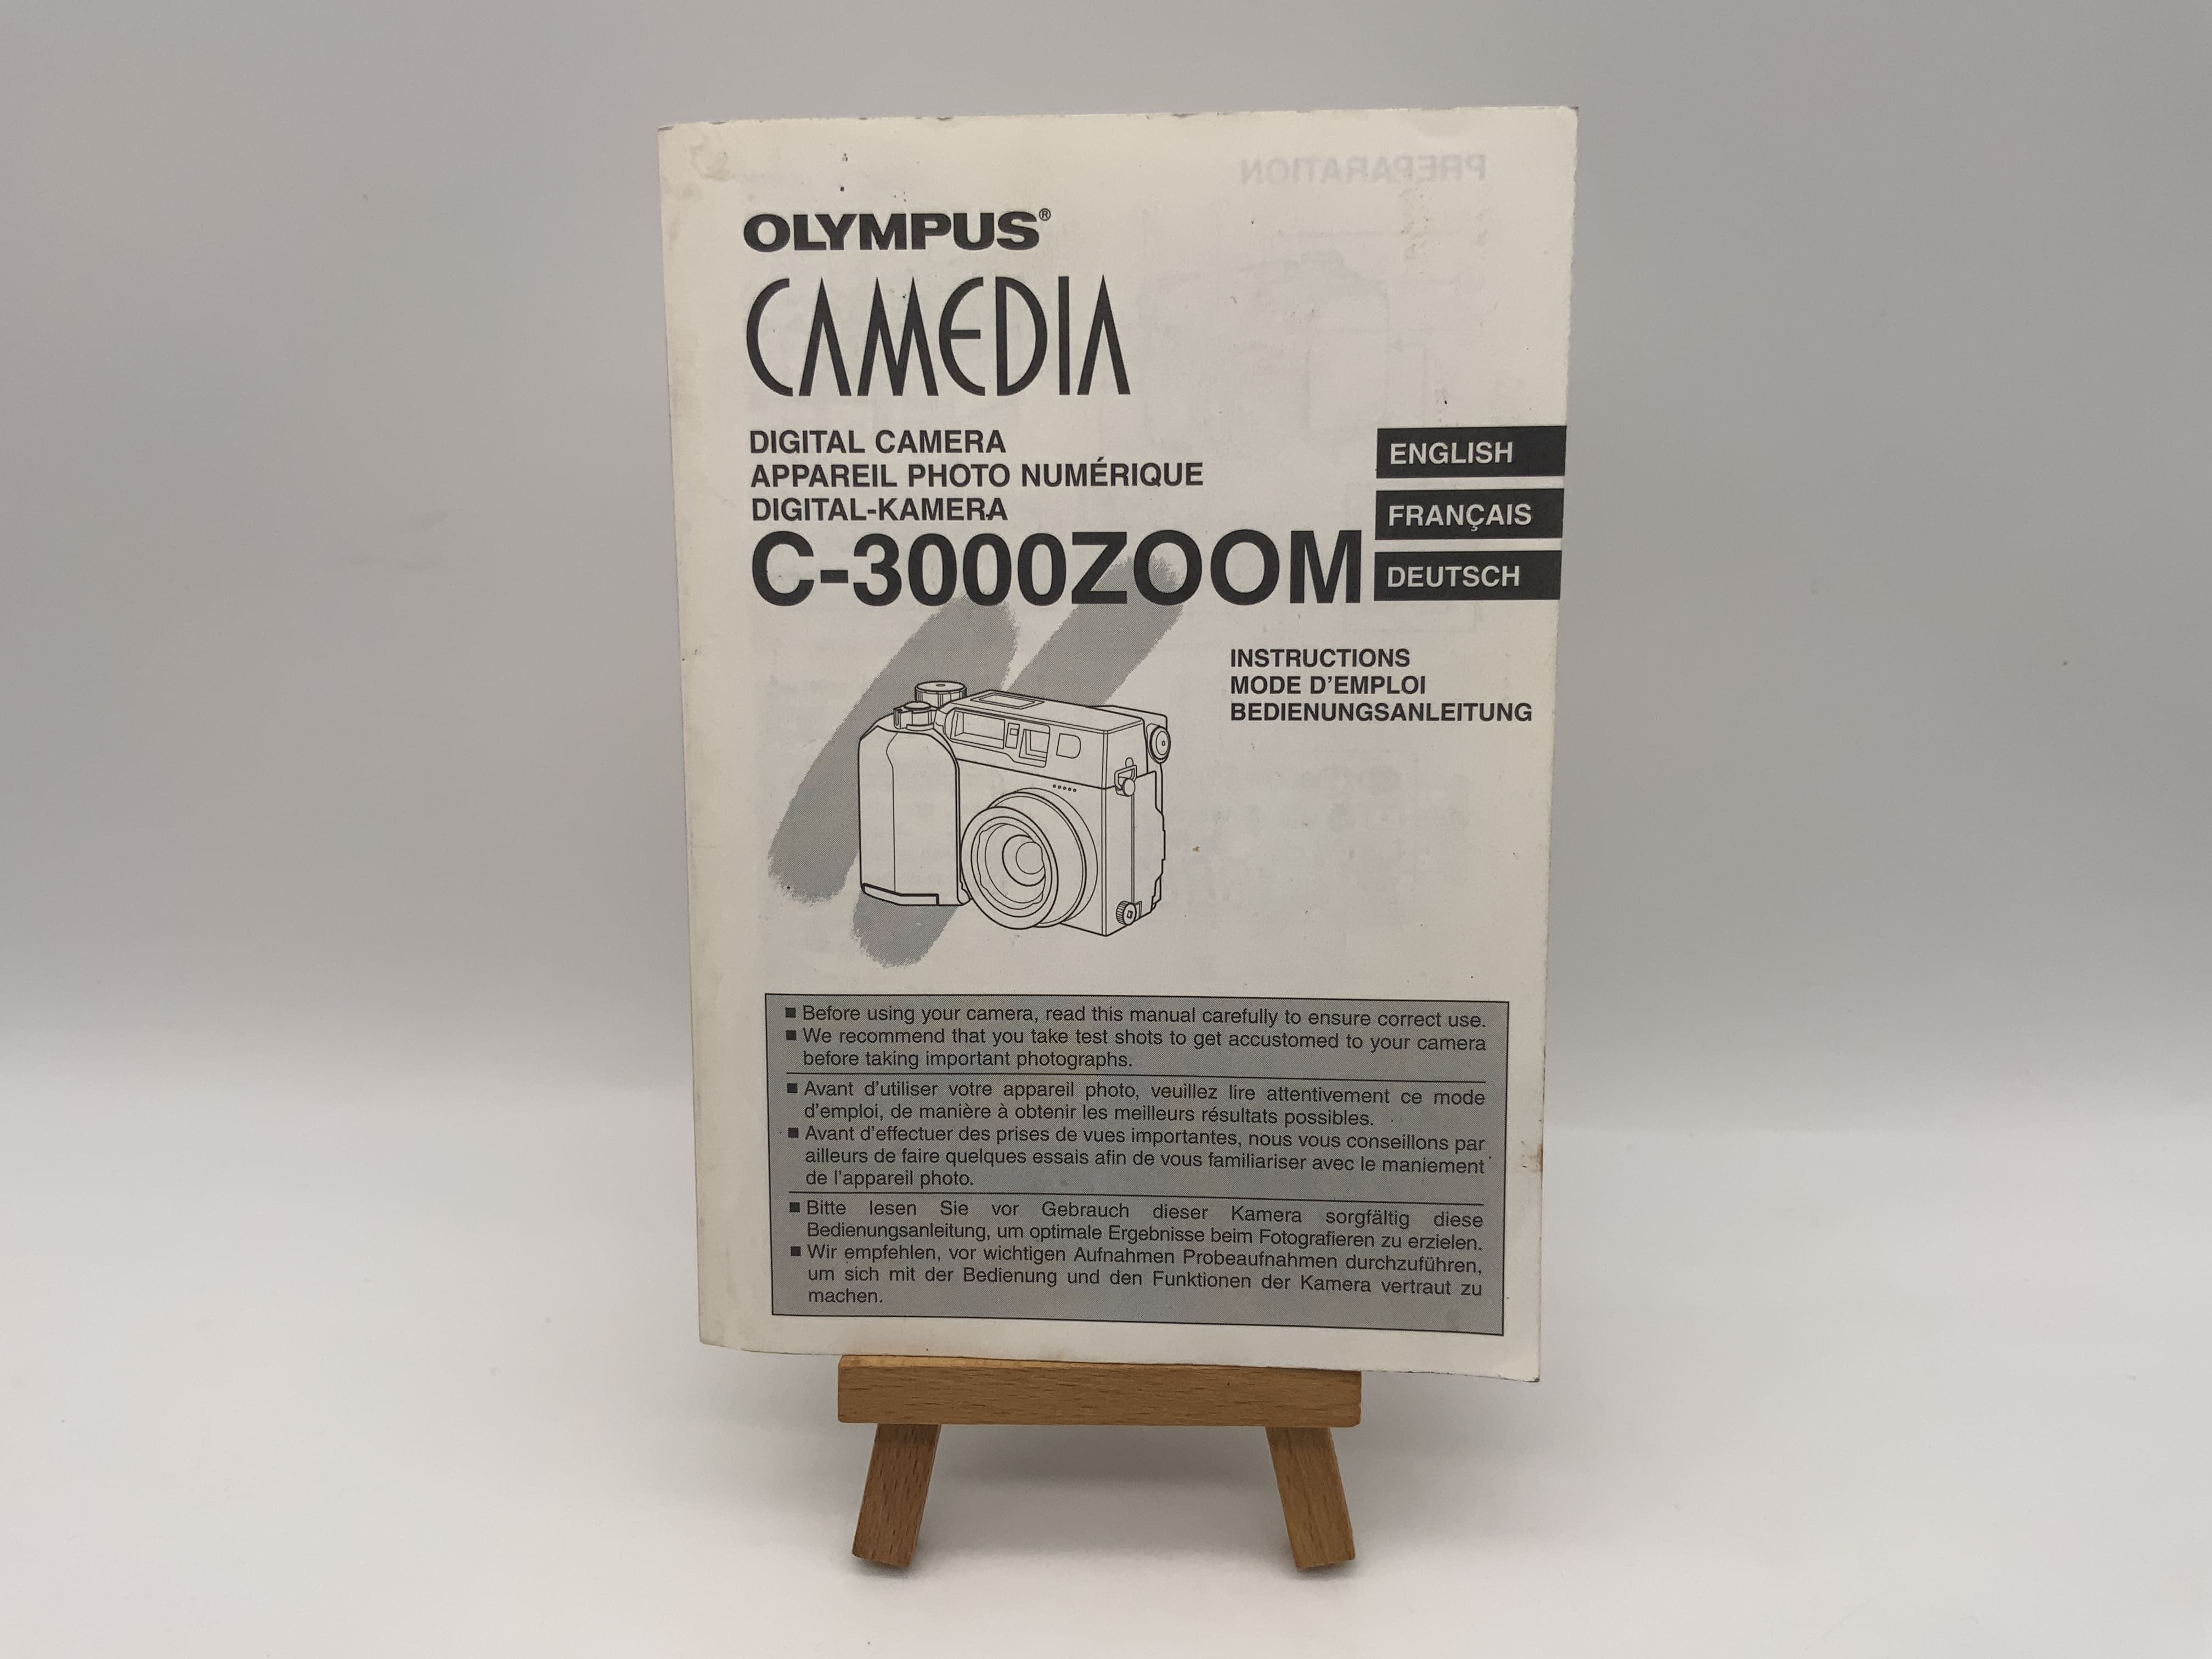 PREPARATION
OLYMPUS®
CAMEDIA
DIGITAL CAMERA
APPAREIL PHOTO NUMÉRIQUE
DIGITAL-KAMERA
C-3000ZOOM
ENGLISH
FRANÇAIS
DEUTSCH
INSTRUCTIONS
MODE D'EMPLOI
BEDIENUNGSANLEITUNG
■ Before using your camera, read this manual carefully to ensure correct use.
■ We recommend that you take test shots to get accustomed to your camera
before taking important photographs.
■ Avant d'utiliser votre appareil photo, veuillez lire attentivement ce mode
d'emploi, de manière à obtenir les meilleurs résultats possibles.
■ Avant d'effectuer des prises de vues importantes, nous vous conseillons par
ailleurs de faire quelques essais afin de vous familiariser avec le maniement
de l'appareil photo.
■ Bitte lesen Sie vor Gebrauch dieser Kamera sorgfältig diese
Bedienungsanleitung, um optimale Ergebnisse beim Fotografieren zu erzielen.
■ Wir empfehlen, vor wichtigen Aufnahmen Probeaufnahmen durchzuführen,
um sich mit der Bedienung und den Funktionen der Kamera vertraut zu
machen.